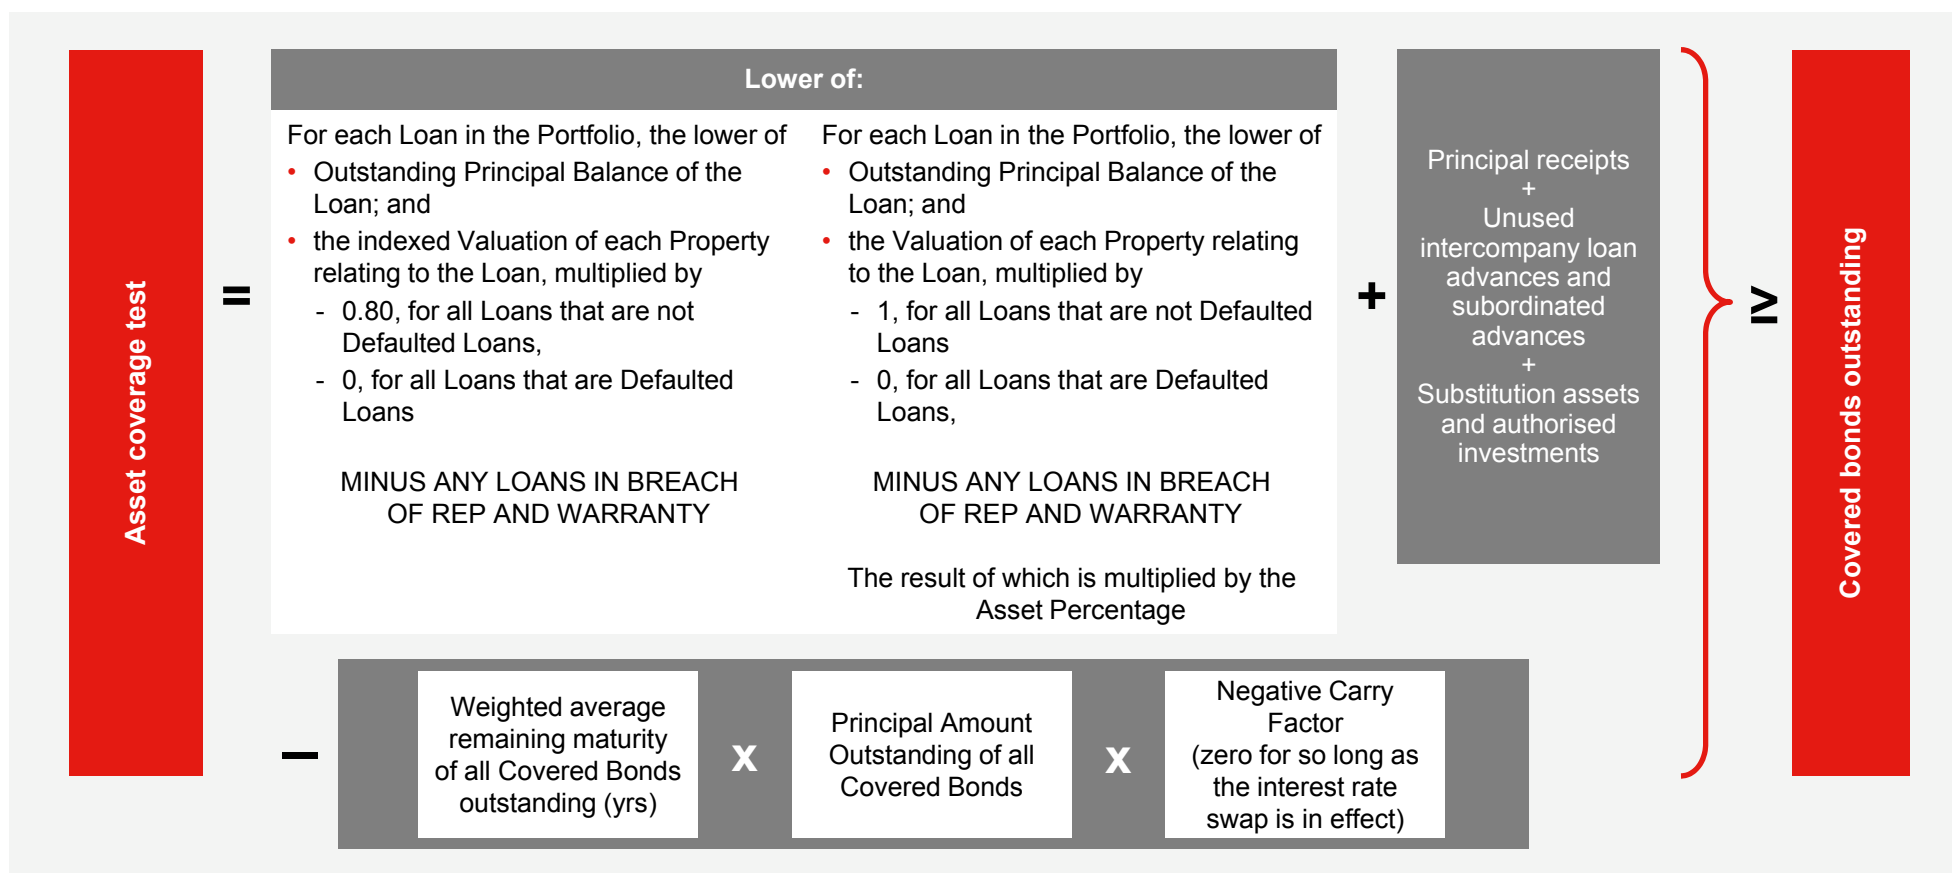 Asset coverage test
=
Lower of:
For each Loan in the Portfolio, the lower of
• Outstanding Principal Balance of the
Loan; and
• the indexed Valuation of each Property
relating to the Loan, multiplied by
- 0.80, for all Loans that are not
Defaulted Loans,
- 0, for all Loans that are Defaulted
Loans
MINUS ANY LOANS IN BREACH
OF REP AND WARRANTY
For each Loan in the Portfolio, the lower of
• Outstanding Principal Balance of the
Loan; and
• the Valuation of each Property relating
to the Loan, multiplied by
- 1, for all Loans that are not Defaulted
Loans
- 0, for all Loans that are Defaulted
Loans,
MINUS ANY LOANS IN BREACH
OF REP AND WARRANTY
The result of which is multiplied by the
Asset Percentage
+
Principal receipts
+
Unused
intercompany loan
advances and
subordinated
advances
+
Substitution assets
and authorised
investments
–
Weighted average
remaining maturity
of all Covered Bonds
outstanding (yrs)
x
Principal Amount
Outstanding of all
Covered Bonds
x
Negative Carry
Factor
(zero for so long as
the interest rate
swap is in effect)
≥
Covered bonds outstanding